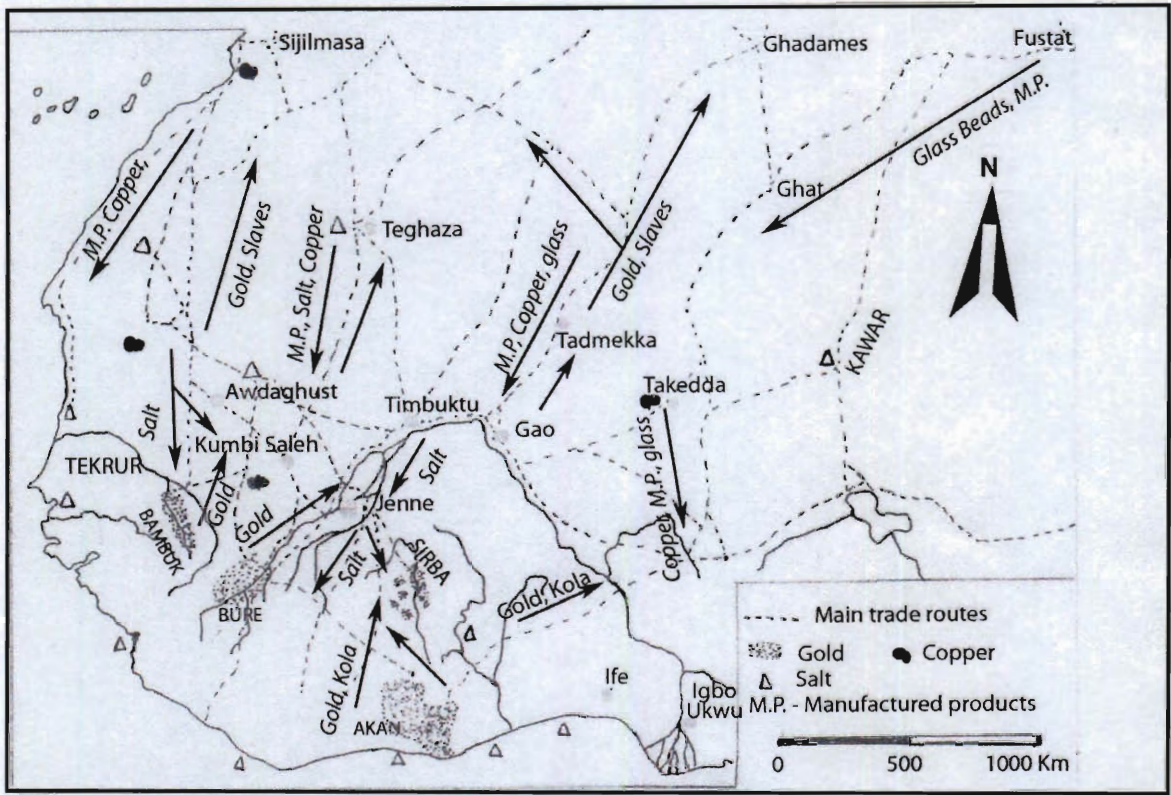 Sijilmasa
Ghadames
Fustat
Glass Beads, M.P.
N
M.P. Copper,
Gold, Slaves
M.P., Salt, Copper
Teghaza
M.P., Copper, glass
Gold, Slaves
Ghat
Tadmekka
KAWAR
Awdaghust
Timbuktu
Gao
Takedda
Salt
Kumbi Saleh
TEKRUR
Gold
BAMBUK
Gold
Salt
Jenne
Copper, M.P., glass
Salt
SIRBA
BURE
Gold, Kola
Gold, Kola
AKAN
Ife
Igbo
Ukwu
Main trade routes
Gold
Copper
Salt
M.P. - Manufactured products
0 500 1000 Km